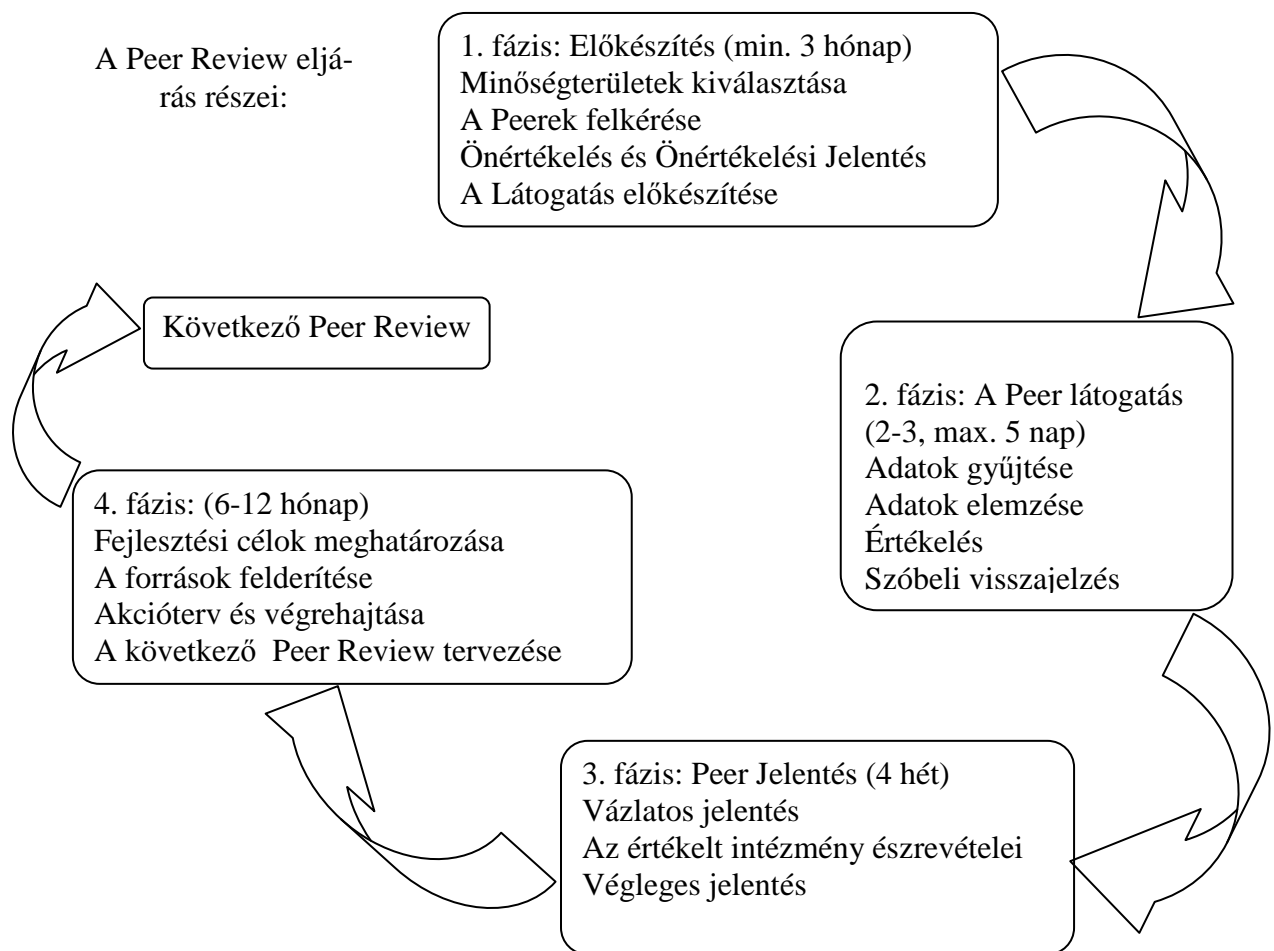 A Peer Review eljá-
rás részei:
1. fázis: Előkészítés (min. 3 hónap)
Minőségterületek kiválasztása
A Peerek felkérése
Önértékelés és Önértékelési Jelentés
A Látogatás előkészítése
2. fázis: A Peer látogatás
(2-3, max. 5 nap)
Adatok gyűjtése
Adatok elemzése
Értékelés
Szóbeli visszajelzés
3. fázis: Peer Jelentés (4 hét)
Vázlatos jelentés
Az értékelt intézmény észrevételei
Végleges jelentés
4. fázis: (6-12 hónap)
Fejlesztési célok meghatározása
A források felderítése
Akcióterv és végrehajtása
A következő Peer Review tervezése
Következő Peer Review